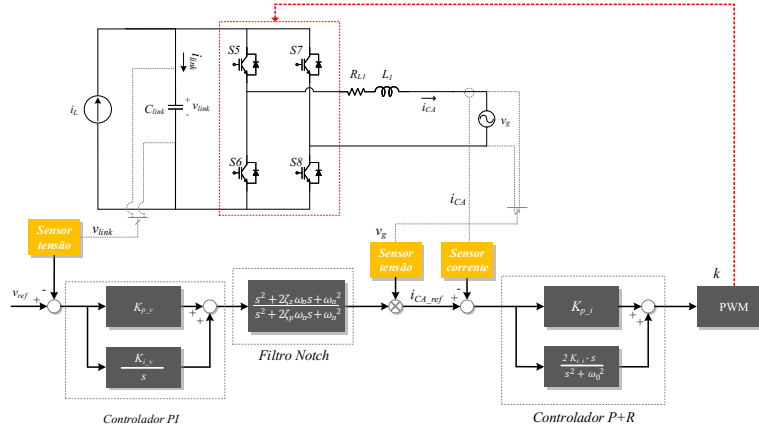 S5
S7
i_link
R_L1
L_1
i_L
C_link
+
-
v_link
i_CA
v_g
S6
S8
i_CA
v_link
v_g
Sensor tensão
Sensor tensão
Sensor corrente
k
v_ref
+
-
K_p_v
+
+
s² + 2ζ_z ω_n s + ω_n²
s² + 2ζ_p ω_n s + ω_n²
i_CA_ref
+
-
K_p_i
+
+
PWM
K_i_v
s
2 K_i_i · s
s² + ω_0²
Filtro Notch
Controlador PI
Controlador P+R